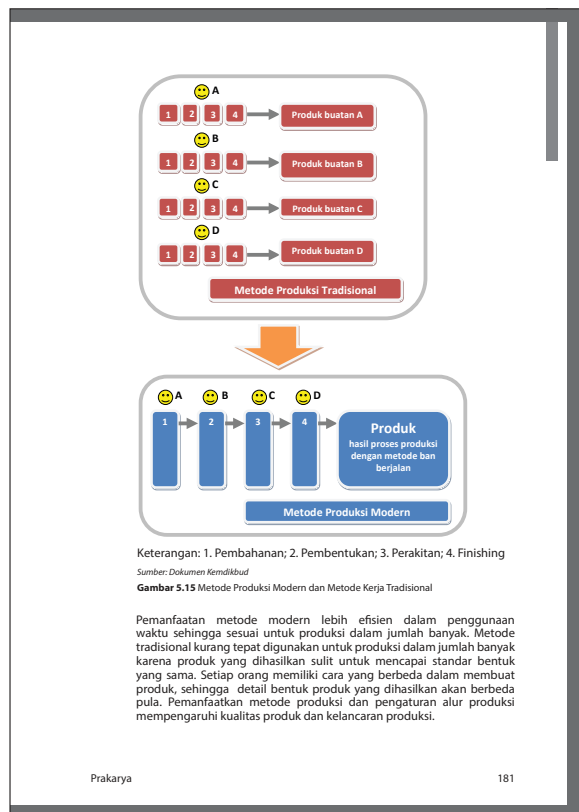 A
1 2 3 4 Produk buatan A
B
1 2 3 4 Produk buatan B
C
1 2 3 4 Produk buatan C
D
1 2 3 4 Produk buatan D
Metode Produksi Tradisional
A B C D
1 2 3 4
Produk
hasil proses produksi
dengan metode ban
berjalan
Metode Produksi Modern
Keterangan: 1. Pembahanan; 2. Pembentukan; 3. Perakitan; 4. Finishing
Sumber: Dokumen Kemdikbud
Gambar 5.15 Metode Produksi Modern dan Metode Kerja Tradisional
Pemanfaatan metode modern lebih efisien dalam penggunaan
waktu sehingga sesuai untuk produksi dalam jumlah banyak. Metode
tradisional kurang tepat digunakan untuk produksi dalam jumlah banyak
karena produk yang dihasilkan sulit untuk mencapai standar bentuk
yang sama. Setiap orang memiliki cara yang berbeda dalam membuat
produk, sehingga detail bentuk produk yang dihasilkan akan berbeda
pula. Pemanfaatkan metode produksi dan pengaturan alur produksi
mempengaruhi kualitas produk dan kelancaran produksi.
Prakarya 181